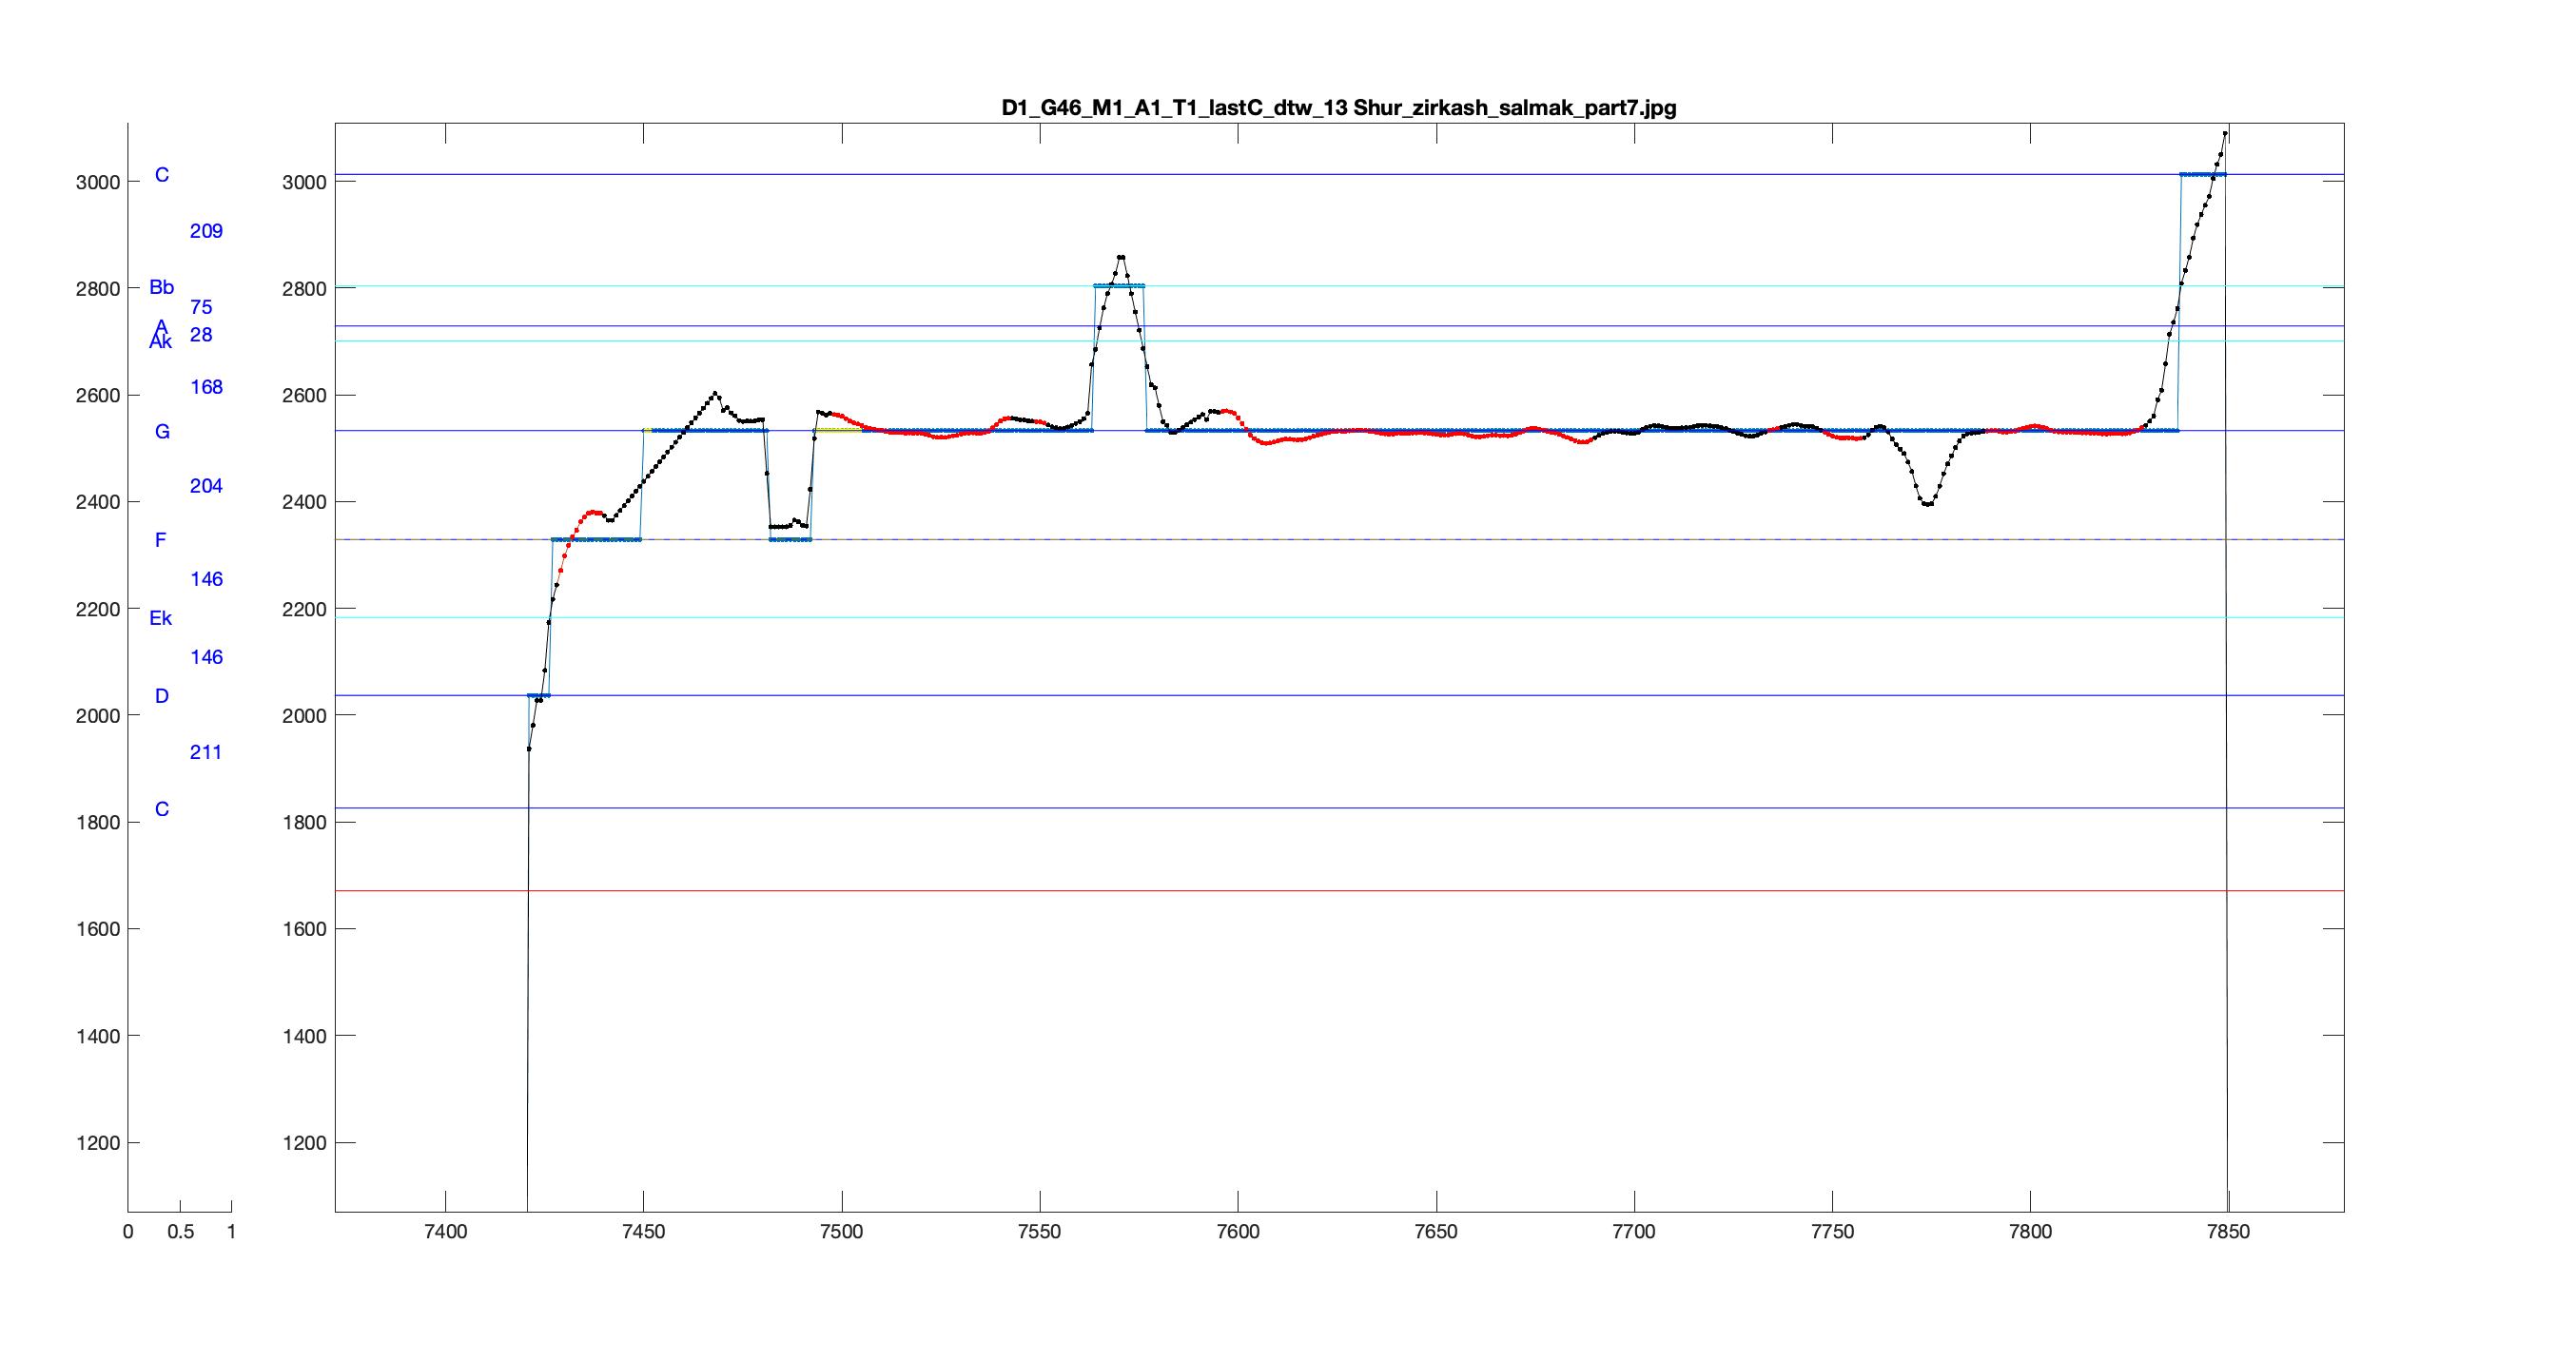 D1_G46_M1_A1_T1_lastC_dtw_13 Shur_zirkash_salmak_part7.jpg
3000 C 3000
209
2800 Bb 2800
75
A
28
Ak
168
2600 2600
G
204
2400 2400
F
146
2200 2200
Ek
146
D
2000 2000
211
C
1800 1800
1600 1600
1400 1400
1200 1200
0 0.5 1 7400 7450 7500 7550 7600 7650 7700 7750 7800 7850